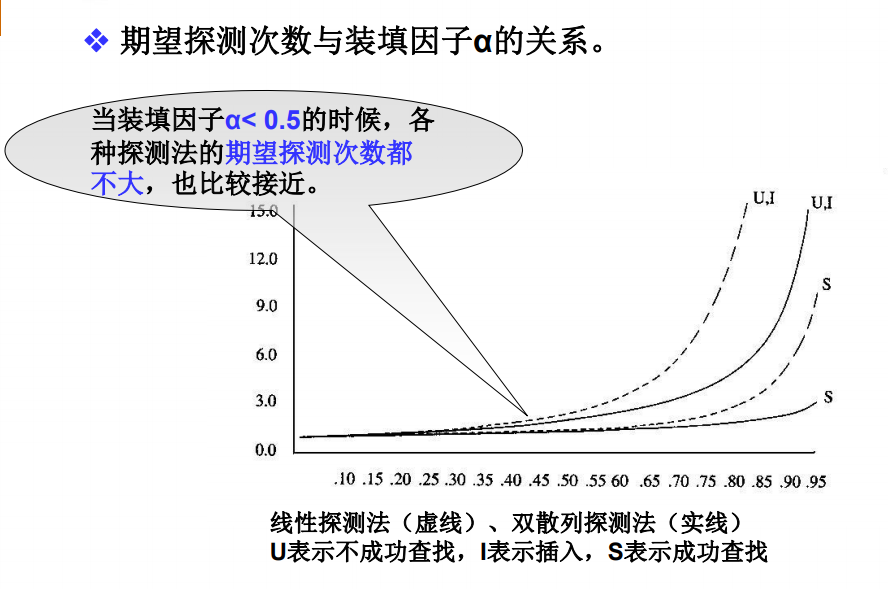 ❖ 期望探测次数与装填因子α的关系。
当装填因子α< 0.5的时候，各
种探测法的期望探测次数都
不大，也比较接近。
15.0
U,I
U,I
12.0
S
9.0
6.0
3.0
S
0.0
.10 .15 .20 .25 .30 .35 .40 .45 .50 .55 60 .65 .70 .75 .80 .85 .90 .95
线性探测法（虚线）、双散列探测法（实线）
U表示不成功查找，I表示插入，S表示成功查找